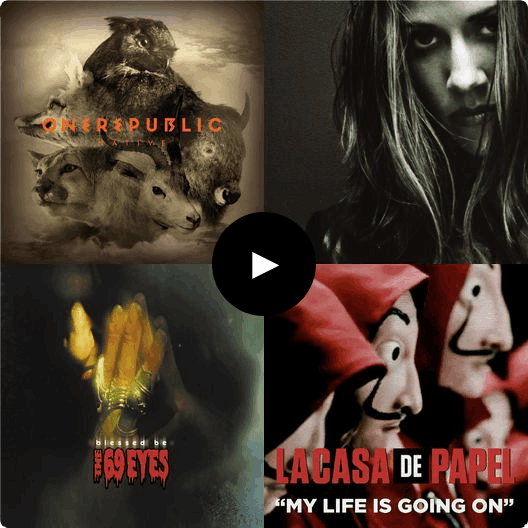 ONEREPUBLIC
NATIVE
blessed be
THE 69 EYES
LA CASA DE PAPEL
“MY LIFE IS GOING ON”